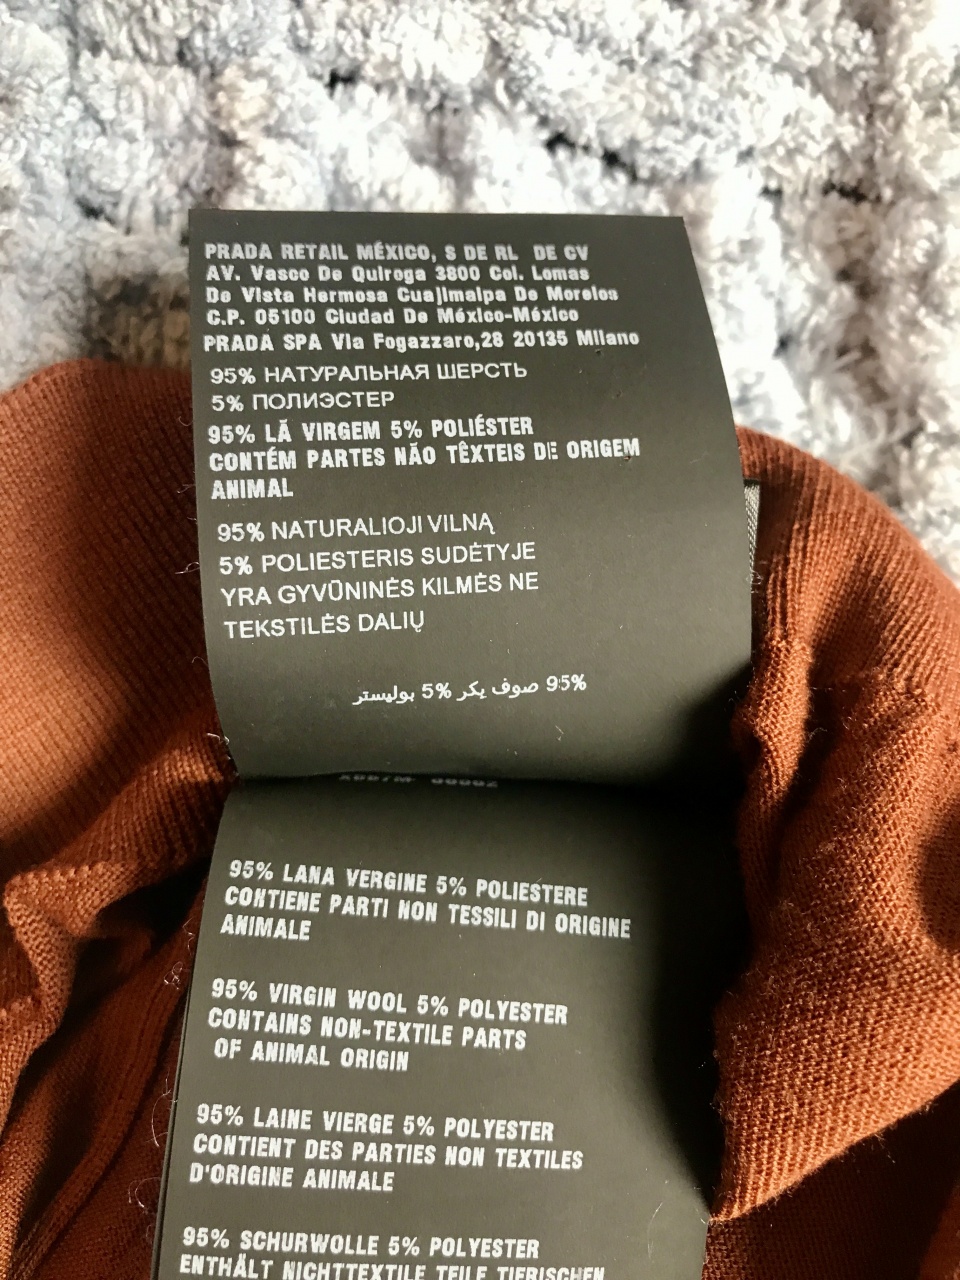 PRADA RETAIL MÉXICO, S DE RL DE CV
AV. Vasco De Quiroga 3800 Col. Lomas
De Vista Hermosa Cuajimalpa De Morelos
C.P. 05100 Ciudad De México-México
PRADA SPA Via Fogazzaro,28 20135 Milano
95% НАТУРАЛЬНАЯ ШЕРСТЬ
5% ПОЛИЭСТЕР
95% LÃ VIRGEM 5% POLIÉSTER
CONTÉM PARTES NÃO TÊXTEIS DE ORIGEM
ANIMAL
95% NATURALIOJI VILNĄ
5% POLIESTERIS SUDĖTYJE
YRA GYVŪNINĖS KILMĖS NE
TEKSTILĖS DALIŲ
95% صوف يكر 5% بوليستر
95% LANA VERGINE 5% POLIESTERE
CONTIENE PARTI NON TESSILI DI ORIGINE
ANIMALE
95% VIRGIN WOOL 5% POLYESTER
CONTAINS NON-TEXTILE PARTS
OF ANIMAL ORIGIN
95% LAINE VIERGE 5% POLYESTER
CONTIENT DES PARTIES NON TEXTILES
D'ORIGINE ANIMALE
95% SCHURWOLLE 5% POLYESTER
ENTHÄLT NICHTTEXTILE TEILE TIERISCHEN